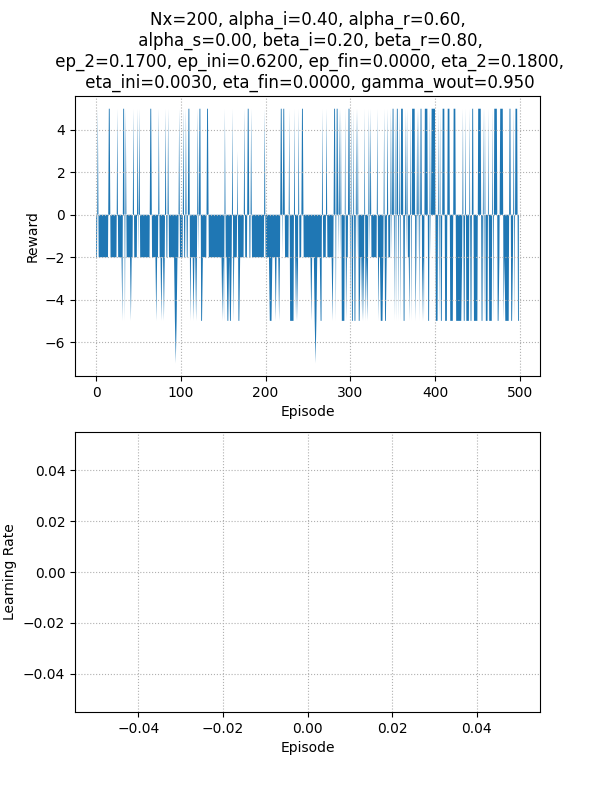 Nx=200, alpha_i=0.40, alpha_r=0.60,
alpha_s=0.00, beta_i=0.20, beta_r=0.80,
ep_2=0.1700, ep_ini=0.6200, ep_fin=0.0000, eta_2=0.1800,
eta_ini=0.0030, eta_fin=0.0000, gamma_wout=0.950
4
2
0
−2
−4
−6
Reward
0 100 200 300 400 500
Episode
0.04
0.02
0.00
−0.02
−0.04
Learning Rate
−0.04 −0.02 0.00 0.02 0.04
Episode